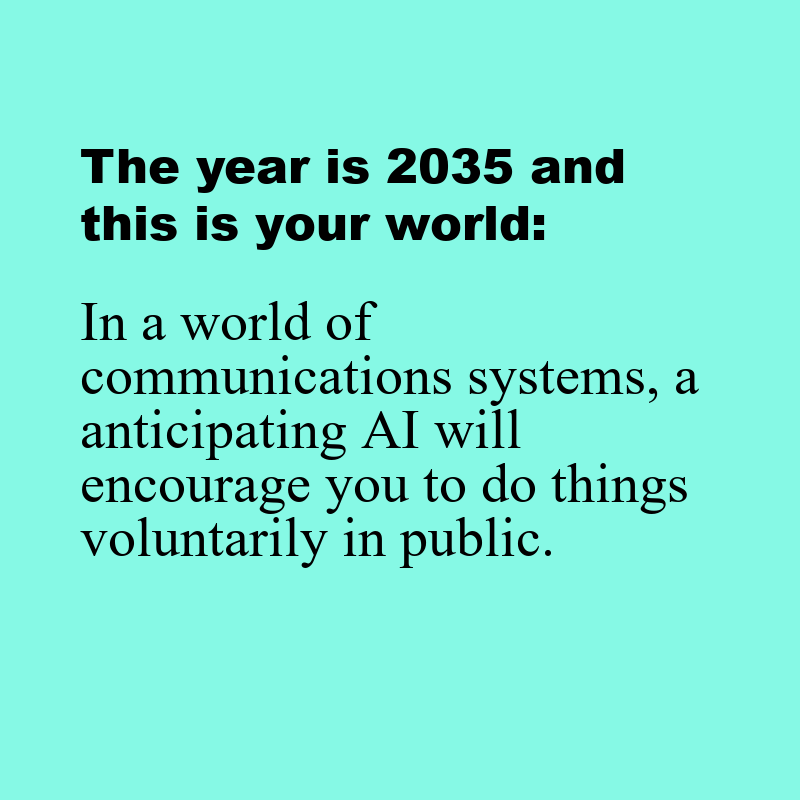 The year is 2035 and
this is your world:
In a world of
communications systems, a
anticipating AI will
encourage you to do things
voluntarily in public.